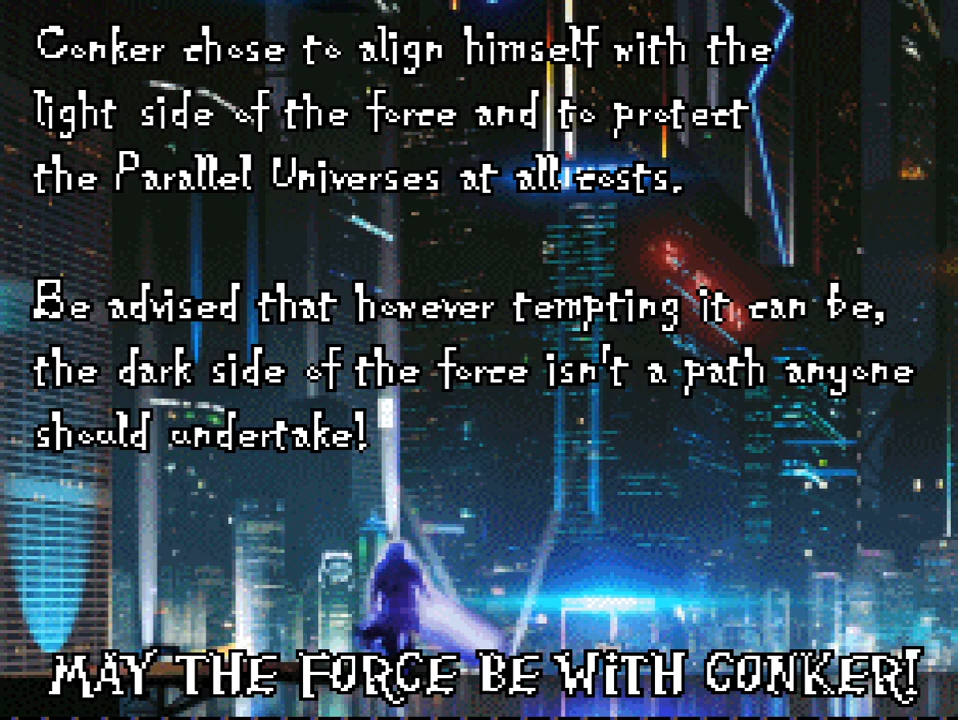 Conker chose to align himself with the
light side of the force and to protect
the Parallel Universes at all costs.
Be advised that however tempting it can be,
the dark side of the force isn't a path anyone
should undertake!
MAY THE FORCE BE WITH CONKER!